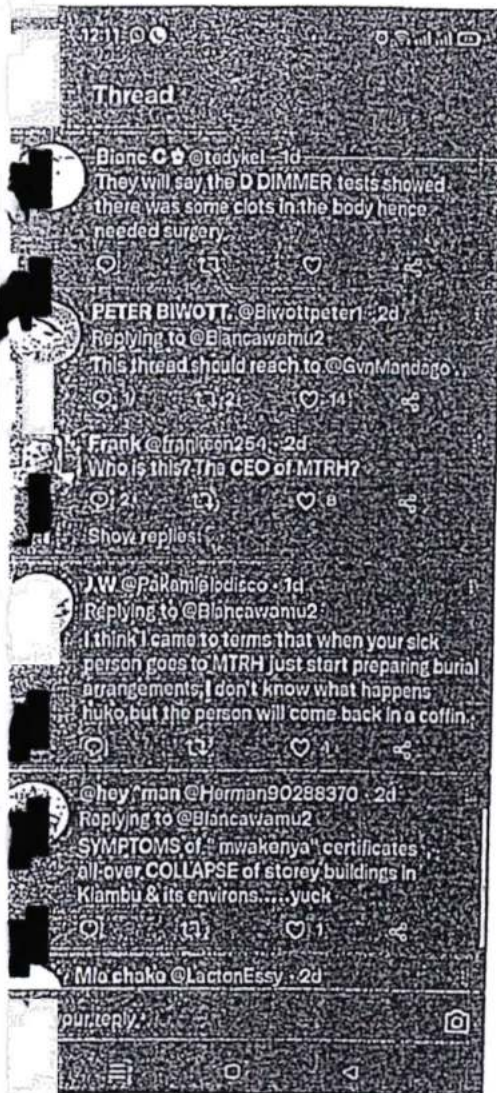 12:11
Thread
Bianc @tedykel · 1d
They will say the D DIMMER tests showed
there was some clots in the body hence
needed surgery
PETER BIWOTT. @Biwottpeter1 · 2d
Replying to @Blancawamu2
This thread should reach to @GvnMandago
1 2 14
Frank @frankcon254 · 2d
Who is this? The CEO of MTRH?
2 8
Show replies
J.W @Pakamielodisco · 1d
Replying to @Blancawamu2
I think I came to terms that when your sick
person goes to MTRH just start preparing burial
arrangements, I don't know what happens
huko, but the person will come back in a coffin.
@hey^man @Herman90288370 · 2d
Replying to @Blancawamu2
SYMPTOMS of "mwakenya" certificates
all over COLLAPSE of storey buildings in
Kiambu & its environs.....yuck
1
Mia chako @LactonEssy · 2d
your reply